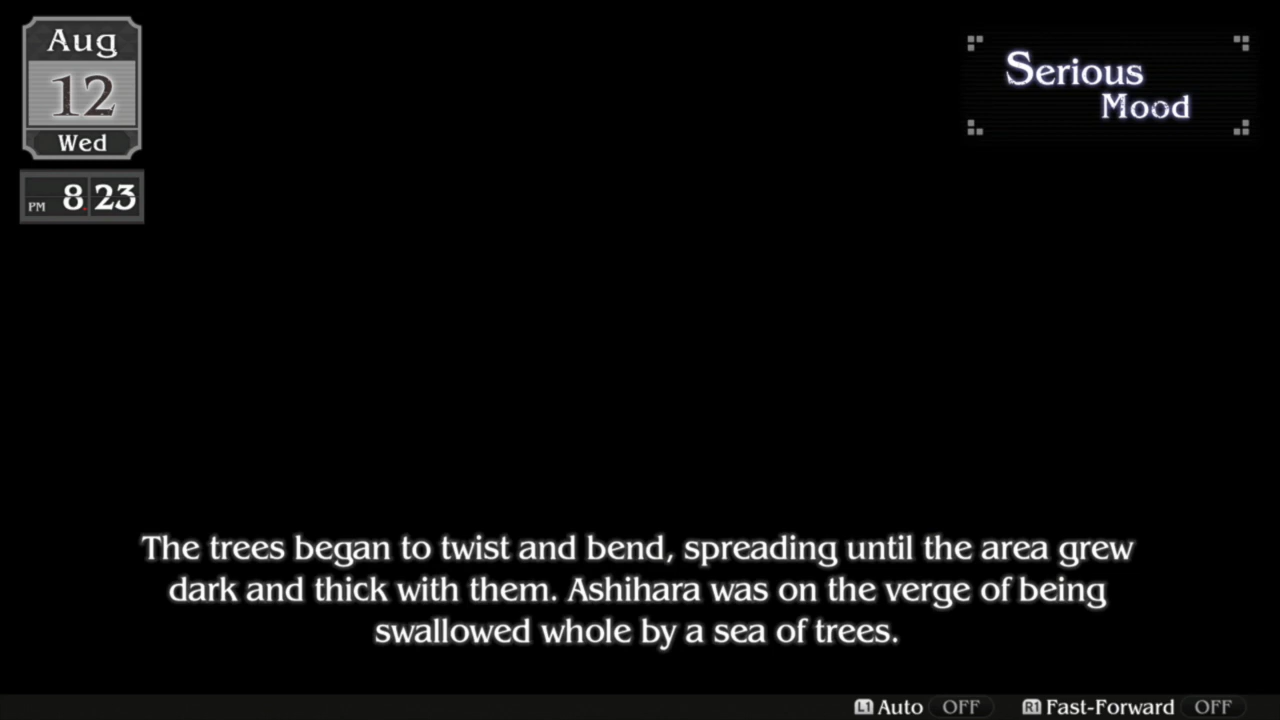 Aug
12
Wed
PM 8 23
Serious
Mood
The trees began to twist and bend, spreading until the area grew
dark and thick with them. Ashihara was on the verge of being
swallowed whole by a sea of trees.
L1 Auto OFF R1 Fast-Forward OFF